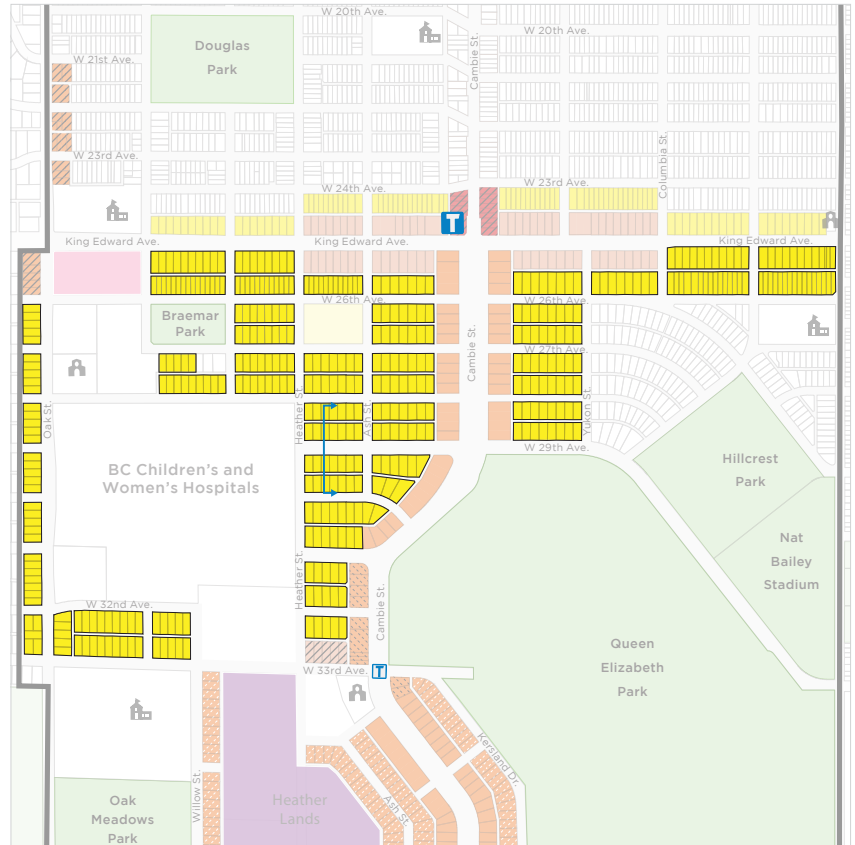 W 20th Ave.
W 20th Ave.
Douglas
Park
Cambie St.
W 21st Ave.
W 23rd Ave.
Columbia St.
W 24th Ave.
W 23rd Ave.
T
King Edward Ave.
King Edward Ave.
King Edward Ave.
W 26th Ave.
W 26th Ave.
Braemar
Park
Cambie St.
W 27th Ave.
Oak St.
Heather St.
Ash St.
Yukon St.
W 29th Ave.
BC Children's and
Women's Hospitals
Hillcrest
Park
Nat
Bailey
Stadium
Heather St.
Cambie St.
W 32nd Ave.
Queen
Elizabeth
Park
W 33rd Ave.
T
Kersland Dr.
Willow St.
Ash St.
Heather
Lands
Oak
Meadows
Park